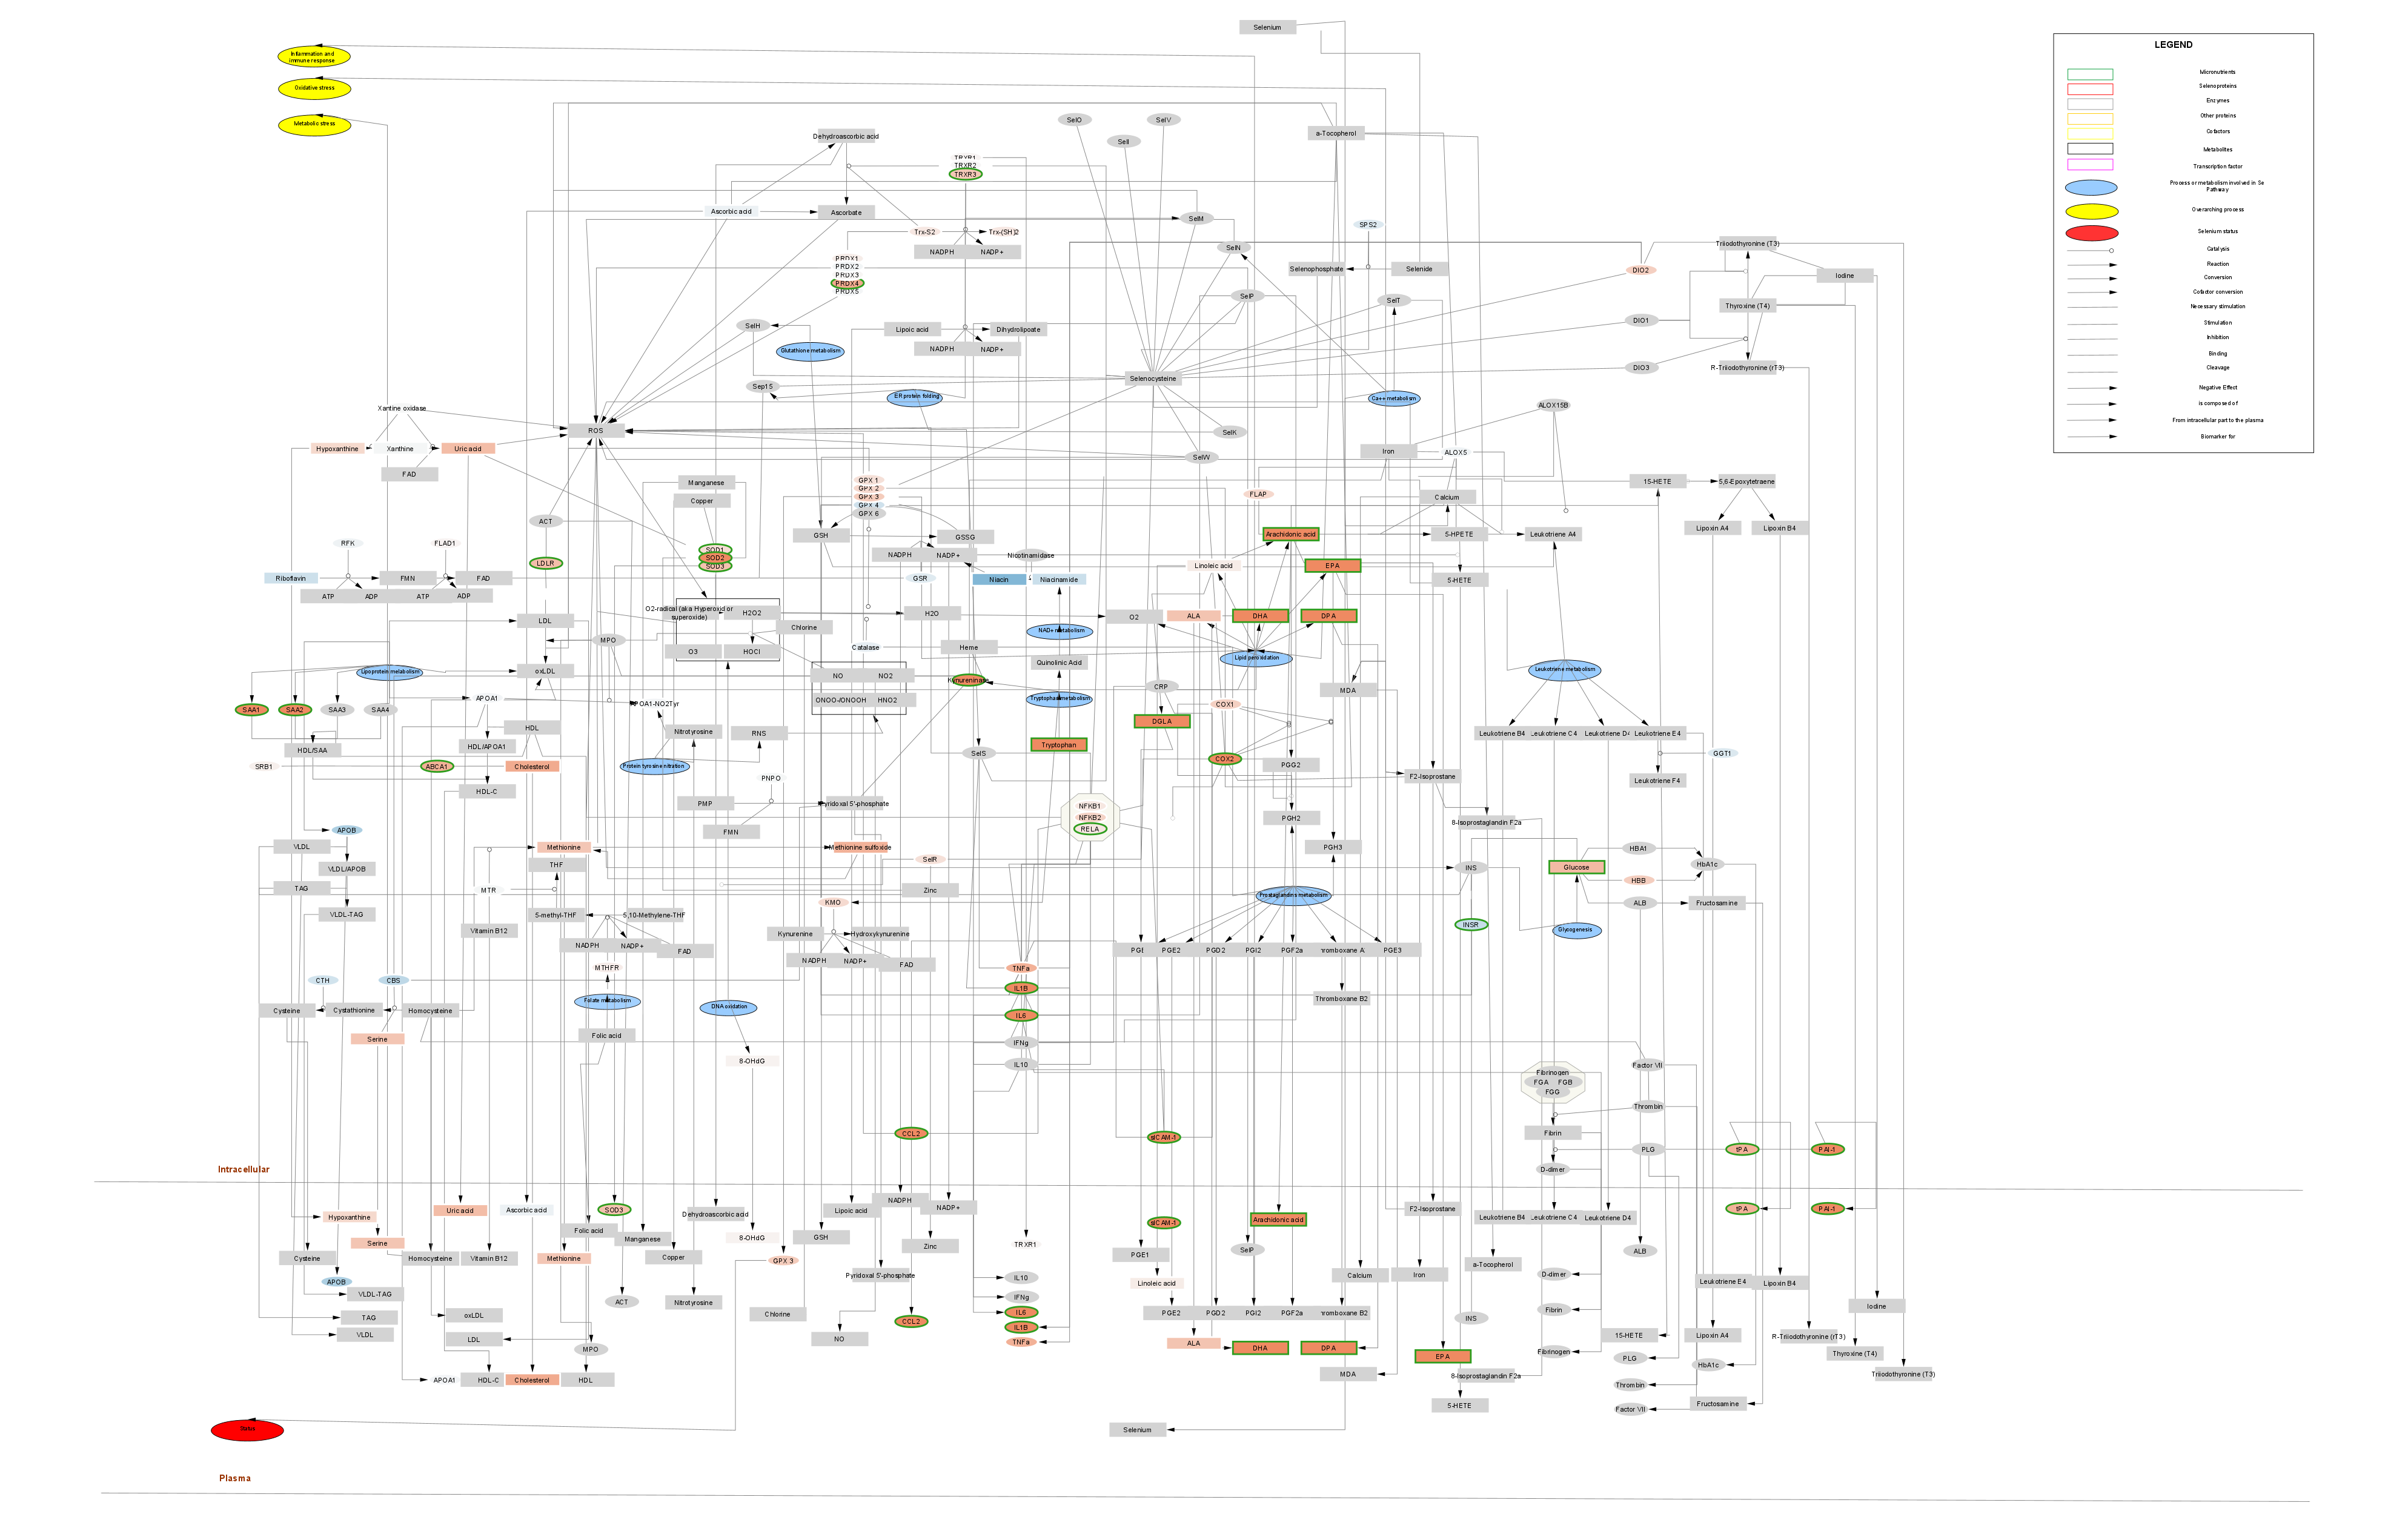 Selenium
LEGEND
Inflammation and
immune response
Oxidative stress
Metabolic stress
Micronutrients
Selenoproteins
Enzymes
Other proteins
Cofactors
Metabolites
Transcription factor
Process or metabolism involved in Se
Pathway
Overarching process
Selenium status
Catalysis
Reaction
Conversion
Cofactor conversion
Necessary stimulation
Stimulation
Inhibition
Binding
Cleavage
Negative Effect
is composed of
From intracellular part to the plasma
Biomarker for
SelO
SelV
SelI
Dehydroascorbic acid
a-Tocopherol
TRXR1
TRXR2
TRXR3
Ascorbic acid
Ascorbate
SelM
SPS2
Trx-S2
Trx-(SH)2
NADPH
NADP+
SelN
Triiodothyronine (T3)
PRDX1
PRDX2
PRDX3
PRDX4
PRDX5
Selenophosphate
Selenide
DIO2
Iodine
SelP
SelT
Thyroxine (T4)
SelH
Lipoic acid
Dihydrolipoate
DIO1
Glutathione metabolism
NADPH
NADP+
DIO3
R-Triiodothyronine (rT3)
Selenocysteine
Sep15
ER protein folding
Ca++ metabolism
Xantine oxidase
ALOX15B
ROS
SelK
Hypoxanthine
Xanthine
Uric acid
Iron
ALOX5
SelW
FAD
Manganese
GPX 1
GPX 2
GPX 3
GPX 4
GPX 6
15-HETE
5,6-Epoxytetraene
Copper
FLAP
Calcium
ACT
Lipoxin A4
Lipoxin B4
GSH
GSSG
Arachidonic acid
5-HPETE
Leukotriene A4
RFK
FLAD1
SOD1
SOD2
SOD3
NADPH
NADP+
Nicotinamidase
LDLR
Linoleic acid
EPA
Riboflavin
FMN
FAD
GSR
Niacin
Niacinamide
5-HETE
ATP
ADP
ATP
ADP
O2-radical (aka Hyperoxid or
superoxide)
H2O2
H2O
O2
ALA
DHA
DPA
LDL
Chlorine
NAD+ metabolism
MPO
O3
HOCl
Catalase
Heme
Lipid peroxidation
Quinolinic Acid
Lipoprotein metabolism
oxLDL
NO
NO2
Kynureninase
Leukotriene metabolism
CRP
MDA
ONOO-/ONOOH
HNO2
Tryptophan metabolism
SAA1
SAA2
SAA3
SAA4
APOA1
APOA1-NO2Tyr
COX1
DGLA
HDL
Nitrotyrosine
RNS
Leukotriene B4
Leukotriene C4
Leukotriene D4
Leukotriene E4
HDL/SAA
HDL/APOA1
Tryptophan
SelS
GGT1
COX2
SRB1
ABCA1
Cholesterol
Protein tyrosine nitration
PGG2
F2-Isoprostane
Leukotriene F4
PNPO
HDL-C
PMP
Pyridoxal 5'-phosphate
NFKB1
NFKB2
RELA
PGH2
8-Isoprostaglandin F2a
APOB
FMN
VLDL
Methionine
Methionine sulfoxide
PGH3
HBA1
SelR
THF
VLDL/APOB
INS
Glucose
HbA1c
HBB
TAG
MTR
Zinc
Prostaglandins metabolism
KMO
ALB
Fructosamine
VLDL-TAG
5-methyl-THF
5,10-Methylene-THF
Vitamin B12
INSR
Glycogenesis
Kynurenine
Hydroxykynurenine
NADPH
NADP+
FAD
PGE2
PGD2
PGI2
PGF2a
PGE3
NADPH
NADP+
FAD
MTHFR
TNFa
CTH
CBS
IL1B
Folate metabolism
DNA oxidation
Thromboxane B2
Cysteine
Cystathionine
Homocysteine
IL6
Serine
Folic acid
IFNg
8-OHdG
IL10
Factor VII
Fibrinogen
FGA
FGB
FGG
Thrombin
CCL2
sICAM-1
Fibrin
PLG
tPA
PAI-1
Intracellular
D-dimer
NADPH
NADP+
Hypoxanthine
Uric acid
Ascorbic acid
SOD3
Dehydroascorbic acid
Lipoic acid
F2-Isoprostane
tPA
PAI-1
Arachidonic acid
Leukotriene B4
Leukotriene C4
Leukotriene D4
sICAM-1
Folic acid
Manganese
8-OHdG
GSH
Zinc
TRXR1
SelP
ALB
Serine
Cysteine
Homocysteine
Vitamin B12
Methionine
Copper
GPX 3
PGE1
a-Tocopherol
Pyridoxal 5'-phosphate
IL10
Calcium
Iron
D-dimer
APOB
Linoleic acid
Leukotriene E4
Lipoxin B4
VLDL-TAG
IFNg
ACT
Nitrotyrosine
Iodine
TAG
oxLDL
Chlorine
IL6
PGE2
PGD2
PGI2
PGF2a
Fibrin
INS
CCL2
IL1B
VLDL
LDL
NO
TNFa
15-HETE
Lipoxin A4
R-Triiodothyronine (rT3)
ALA
DHA
DPA
MPO
Fibrinogen
EPA
PLG
Thyroxine (T4)
HbA1c
APOA1
HDL-C
Cholesterol
HDL
MDA
8-Isoprostaglandin F2a
Triiodothyronine (T3)
Thrombin
5-HETE
Fructosamine
Factor VII
Status
Selenium
Plasma